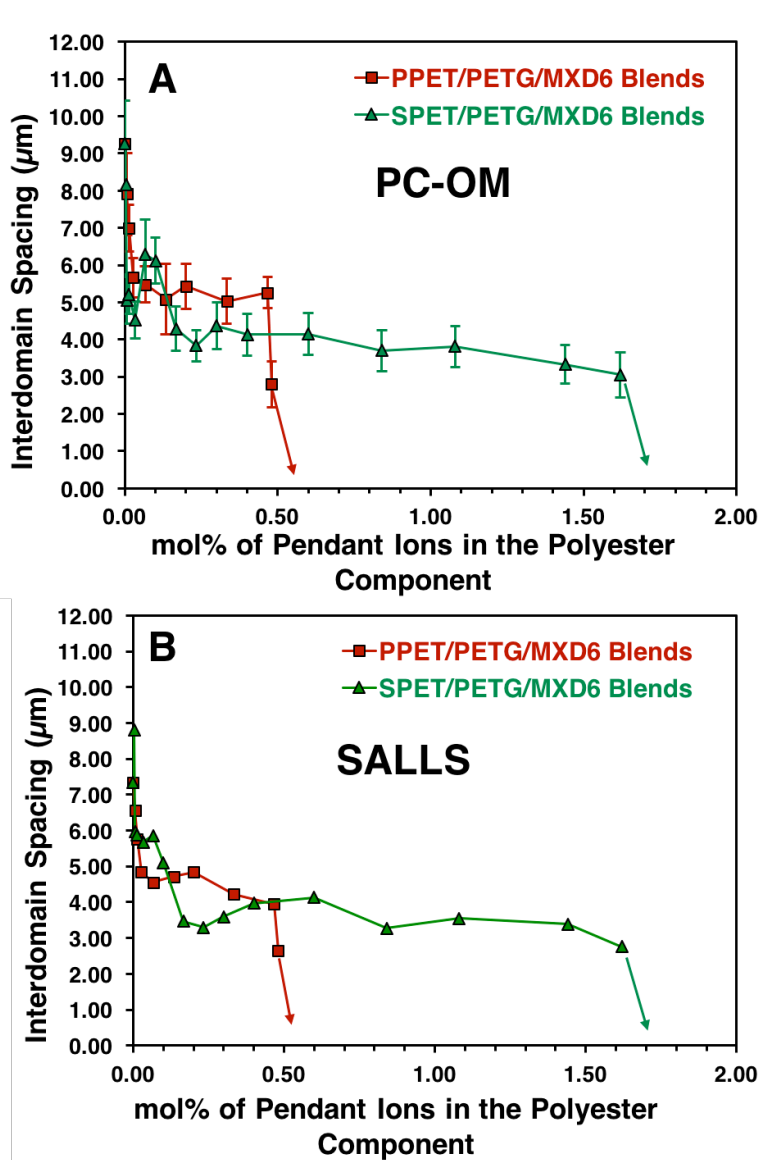 12.00
11.00
10.00
9.00
8.00
7.00
6.00
5.00
4.00
3.00
2.00
1.00
0.00
Interdomain Spacing (µm)
A
PPET/PETG/MXD6 Blends
SPET/PETG/MXD6 Blends
PC-OM
0.00 0.50 1.00 1.50 2.00
mol% of Pendant Ions in the Polyester
Component
12.00
11.00
10.00
9.00
8.00
7.00
6.00
5.00
4.00
3.00
2.00
1.00
0.00
Interdomain Spacing (µm)
B
PPET/PETG/MXD6 Blends
SPET/PETG/MXD6 Blends
SALLS
0.00 0.50 1.00 1.50 2.00
mol% of Pendant Ions in the Polyester
Component